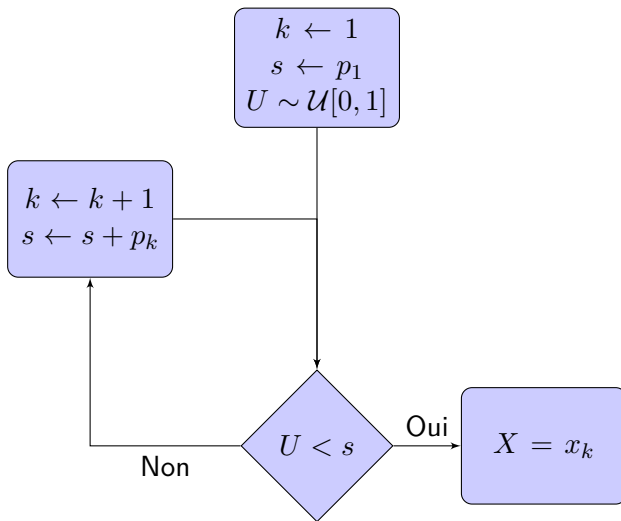 k ← 1
s ← p₁
U ∼ 𝒰[0, 1]
k ← k + 1
s ← s + pₖ
U < s
Oui
X = xₖ
Non